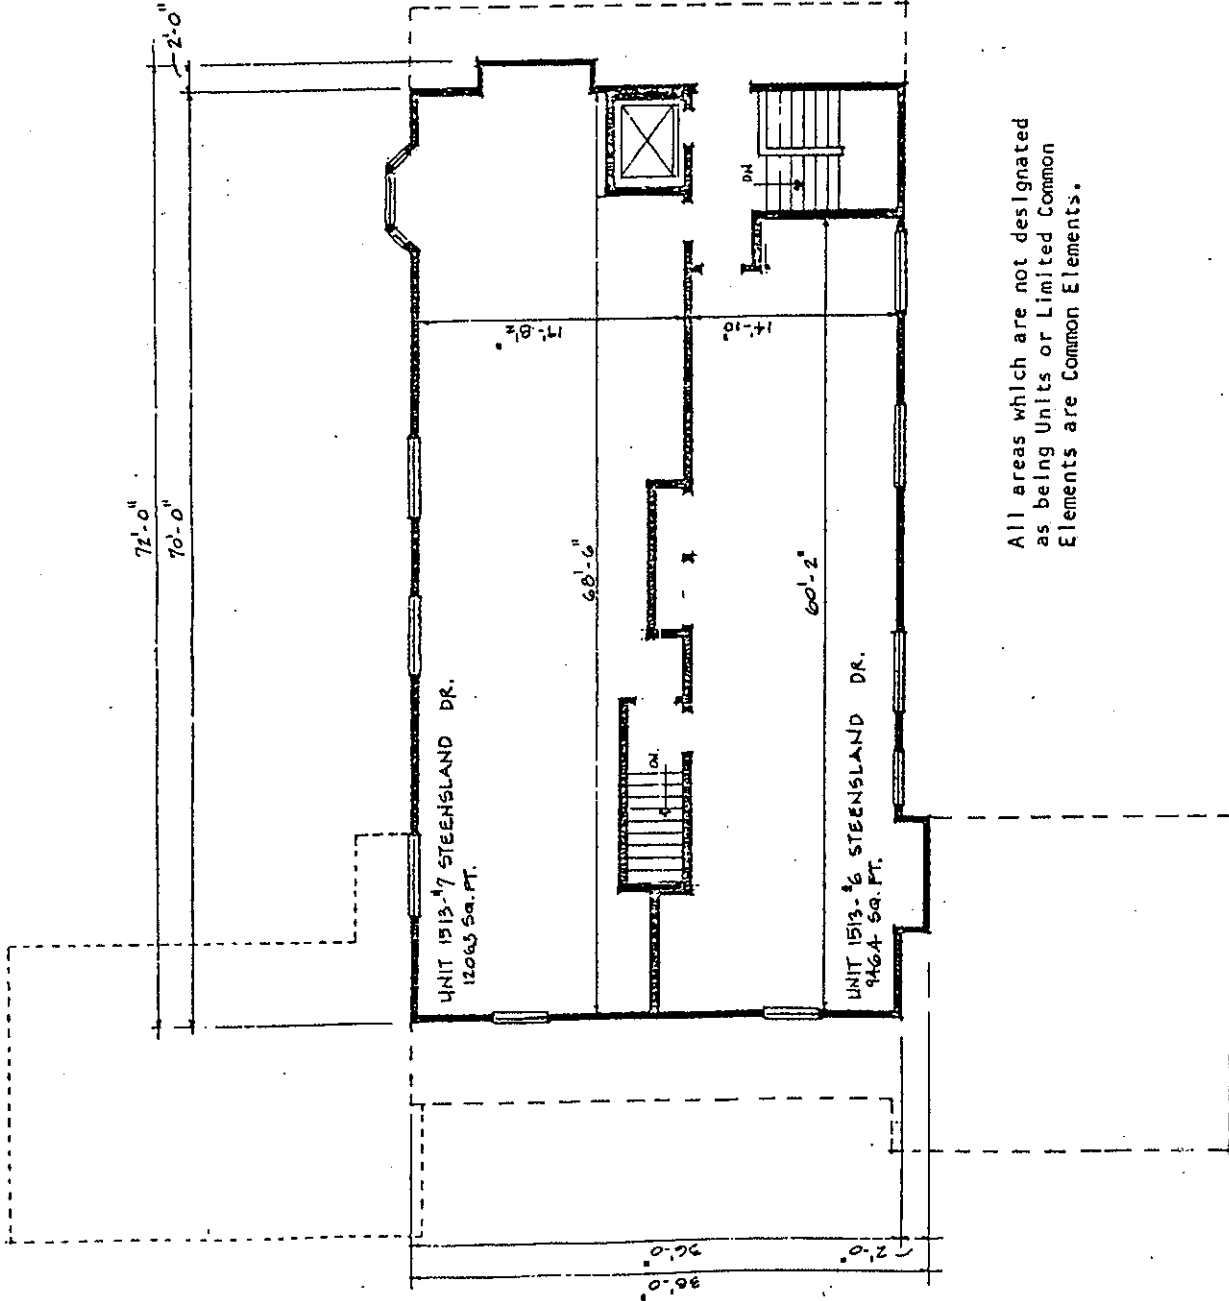 72'-0"
70'-0"
2'-0"
DN
19'-8½"
14'-10"
68'-6"
60'-2"
DN.
UNIT 1513-#7 STEENSLAND DR.
1206.3 SQ. FT.
UNIT 1513-#6 STEENSLAND DR.
946.4 SQ. FT.
36'-0"
2'-0"
38'-0"
All areas which are not designated
as being Units or Limited Common
Elements are Common Elements.